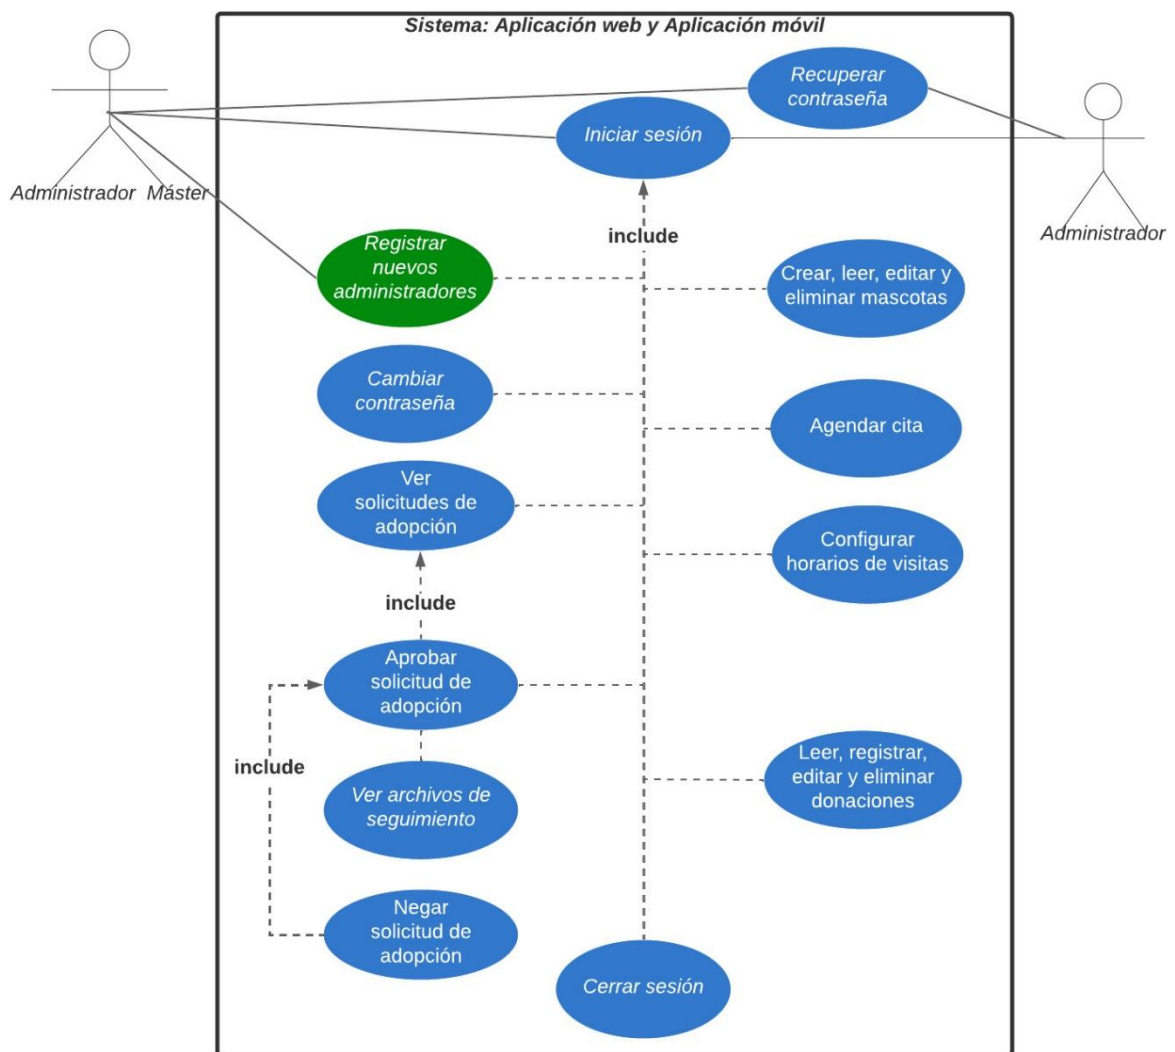 Sistema: Aplicación web y Aplicación móvil
Recuperar
contraseña
Iniciar sesión
Administrador Máster
Administrador
include
Registrar
nuevos
administradores
Crear, leer, editar y
eliminar mascotas
Cambiar
contraseña
Agendar cita
Ver
solicitudes de
adopción
Configurar
horarios de visitas
include
Aprobar
solicitud de
adopción
include
Leer, registrar,
editar y eliminar
donaciones
Ver archivos de
seguimiento
Negar
solicitud de
adopción
Cerrar sesión